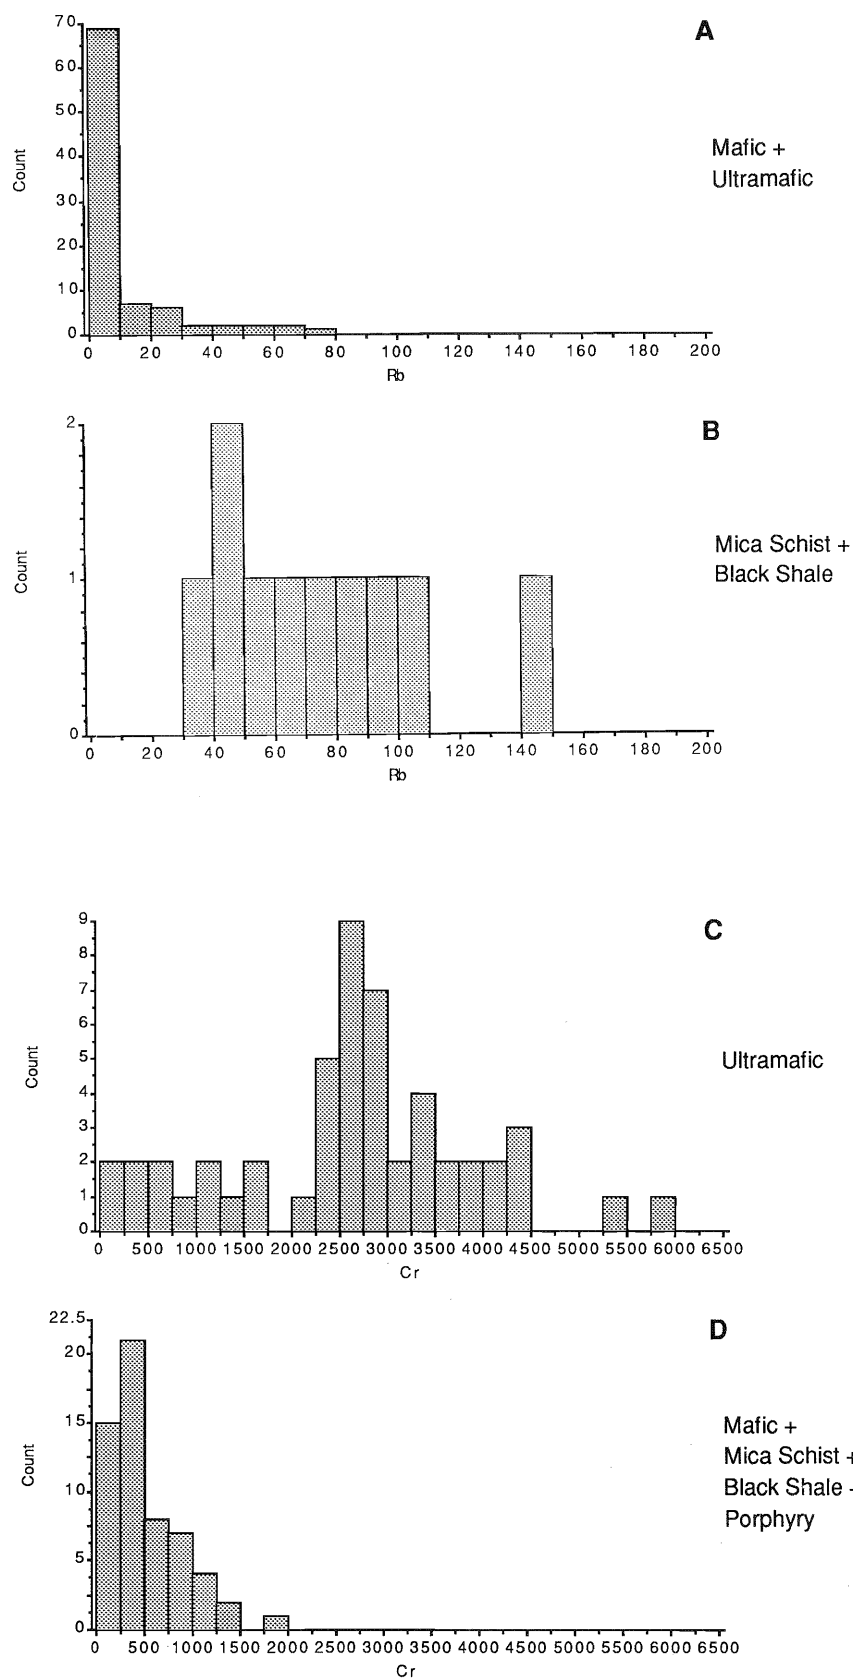 A
70
60
50
40
30
20
10
0
Count
0 20 40 60 80 100 120 140 160 180 200
Rb
Mafic +
Ultramafic
B
2
1
0
Count
0 20 40 60 80 100 120 140 160 180 200
Rb
Mica Schist +
Black Shale
C
9
8
7
6
5
4
3
2
1
0
Count
0 500 1000 1500 2000 2500 3000 3500 4000 4500 5000 5500 6000 6500
Cr
Ultramafic
D
22.5
20
15
10
5
0
Count
0 500 1000 1500 2000 2500 3000 3500 4000 4500 5000 5500 6000 6500
Cr
Mafic +
Mica Schist +
Black Shale -
Porphyry